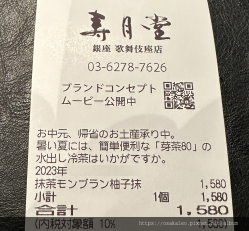 寿月堂
銀座 歌舞伎座店
03-6278-7626
ブランドコンセプト
ムービー公開中
お中元、帰省のお土産承り中。
暑い夏には、簡単便利な「芽茶80」の
水出し冷茶はいかがですか。
2023年
抹茶モンブラン柚子抹 1,580
小計 1個 1,580
合計 1,580
(内税対象額 10% 1,580